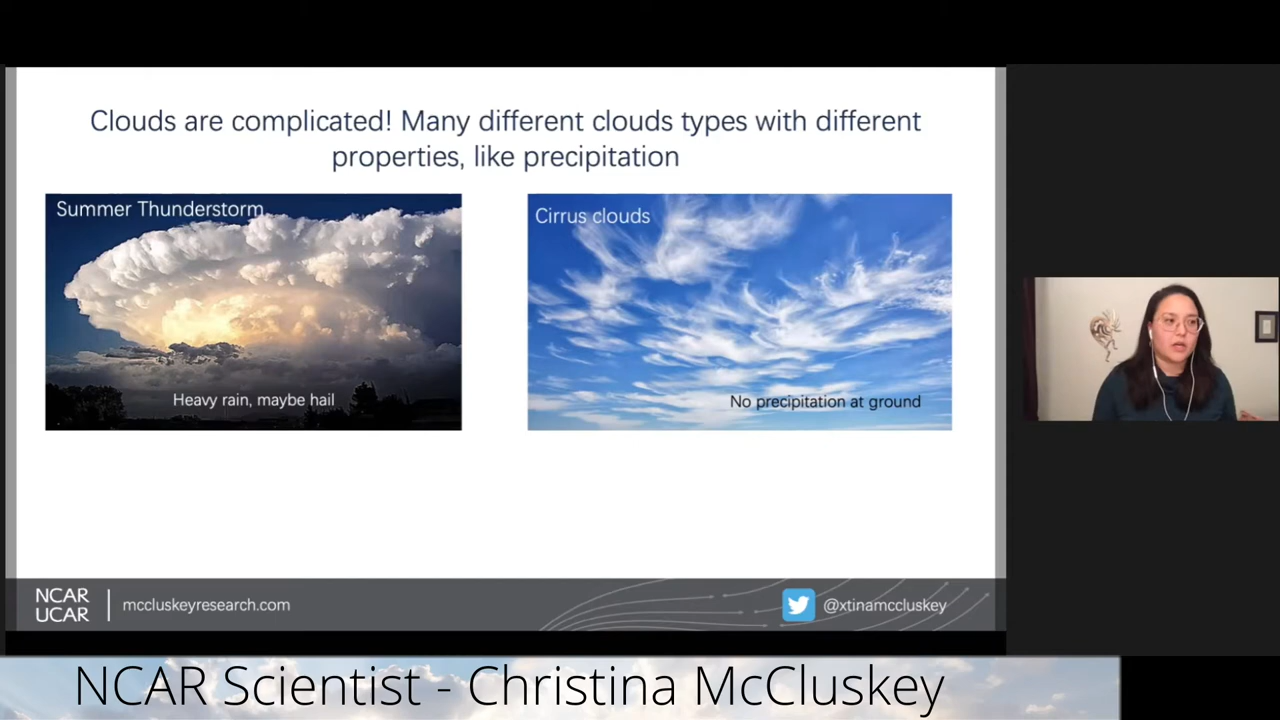 Clouds are complicated! Many different clouds types with different
properties, like precipitation
Summer Thunderstorm
Heavy rain, maybe hail
Cirrus clouds
No precipitation at ground
NCAR
UCAR
mccluskeyresearch.com
@xtinamccluskey
NCAR Scientist - Christina McCluskey